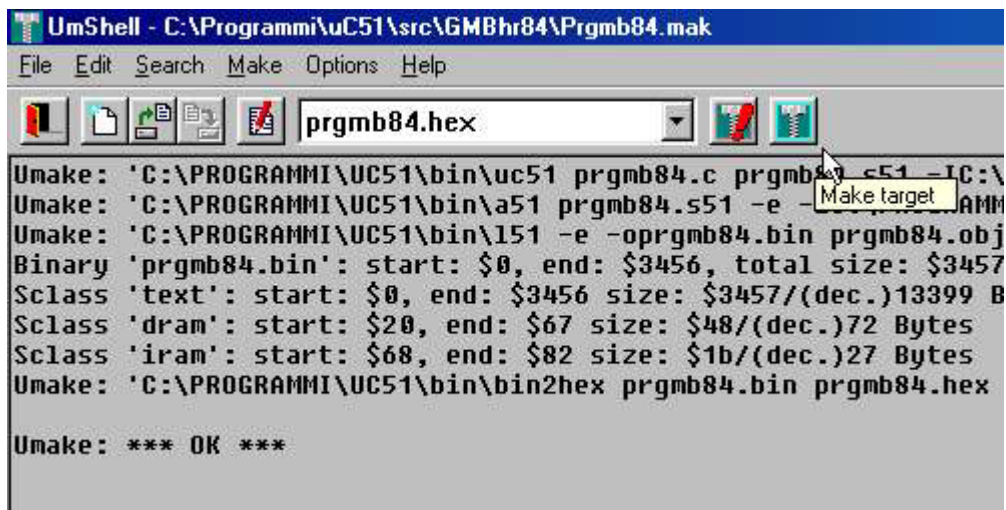 UmShell - C:\Programmi\uC51\src\GMBhr84\Prgmb84.mak
File Edit Search Make Options Help
prgmb84.hex
Umake: 'C:\PROGRAMMI\UC51\bin\uc51 prgmb84.c prgmb84.s51 -IC:\
Make target
Umake: 'C:\PROGRAMMI\UC51\bin\a51 prgmb84.s51 -e -
Umake: 'C:\PROGRAMMI\UC51\bin\l51 -e -oprgmb84.bin prgmb84.obj
Binary 'prgmb84.bin': start: $0, end: $3456, total size: $3457
Sclass 'text': start: $0, end: $3456 size: $3457/(dec.)13399 B
Sclass 'dram': start: $20, end: $67 size: $48/(dec.)72 Bytes
Sclass 'iram': start: $68, end: $82 size: $1b/(dec.)27 Bytes
Umake: 'C:\PROGRAMMI\UC51\bin\bin2hex prgmb84.bin prgmb84.hex
Umake: *** OK ***